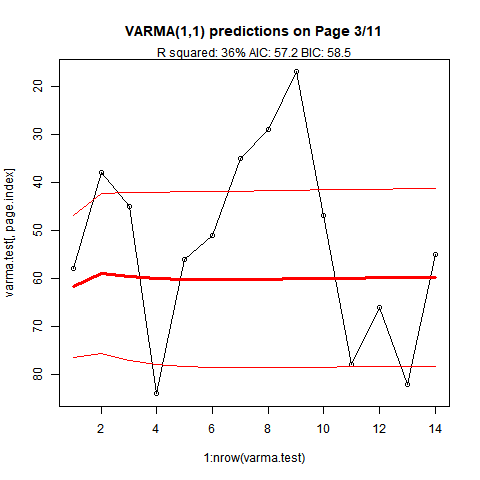 VARMA(1,1) predictions on Page 3/11
R squared: 36% AIC: 57.2 BIC: 58.5
varma.test[, page.index]
20
30
40
50
60
70
80
2 4 6 8 10 12 14
1:nrow(varma.test)